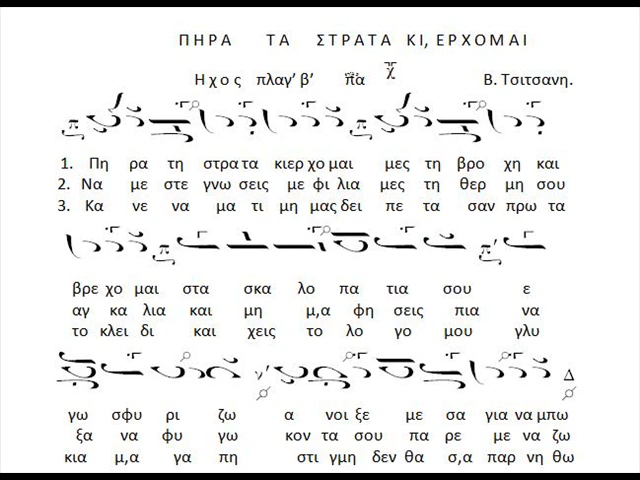 ΠΗΡΑ ΤΑ ΣΤΡΑΤΑ ΚΙ, ΕΡΧΟΜΑΙ
Ηχος πλαγ' β' Πα Β. Τσιτσανη.
1. Πη ρα τη στρατα κιερ χο μαι μες τη βρο χη και
2. Να με στε γνω σεις με φι λια μες τη θερ μη σου
3. Κα νε να μα τι μη μας δει πε τα σαν πρω τα
βρε χο μαι στα σκα λο πα τια σου ε
αγ κα λια και μη μ,α φη σεις πια να
το κλει δι και χεις το λο γο μου γλυ
γω σφυ ρι ζω α νοι ξε με σα για να μπω
ξα να φυ γω κον τα σου πα ρε με να ζω
κια μ,α γα πη στι γμη δεν θα σ,α παρ νη θω